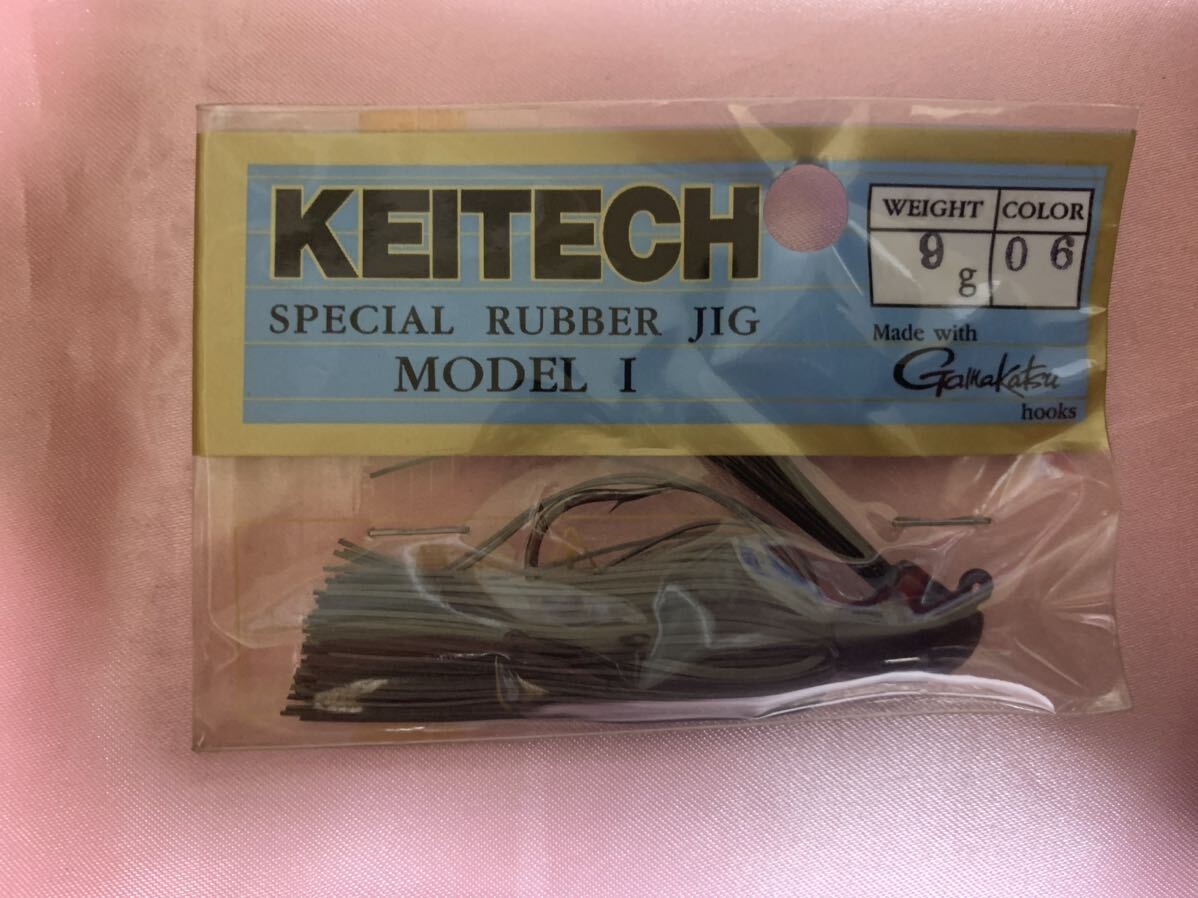 KEITECH
SPECIAL RUBBER JIG
MODEL I
WEIGHT COLOR
9 g 06
Made with
Gamakatsu
hooks